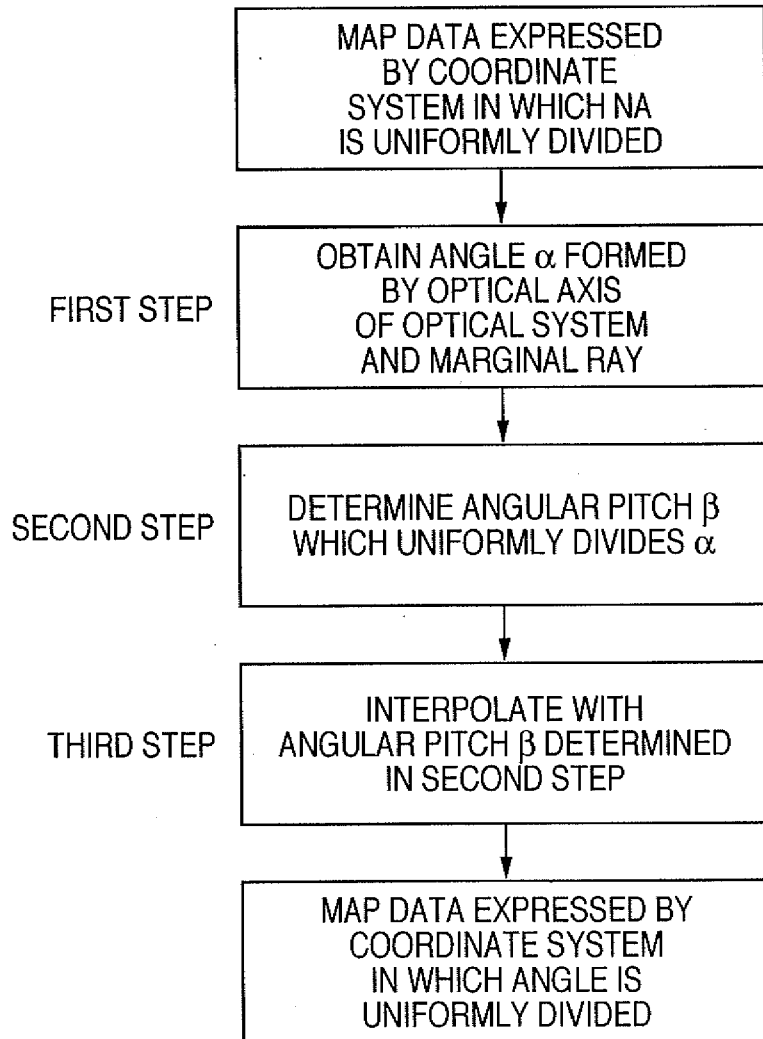 MAP DATA EXPRESSED
BY COORDINATE
SYSTEM IN WHICH NA
IS UNIFORMLY DIVIDED
FIRST STEP
OBTAIN ANGLE α FORMED
BY OPTICAL AXIS
OF OPTICAL SYSTEM
AND MARGINAL RAY
SECOND STEP
DETERMINE ANGULAR PITCH β
WHICH UNIFORMLY DIVIDES α
THIRD STEP
INTERPOLATE WITH
ANGULAR PITCH β DETERMINED
IN SECOND STEP
MAP DATA EXPRESSED BY
COORDINATE SYSTEM
IN WHICH ANGLE IS
UNIFORMLY DIVIDED